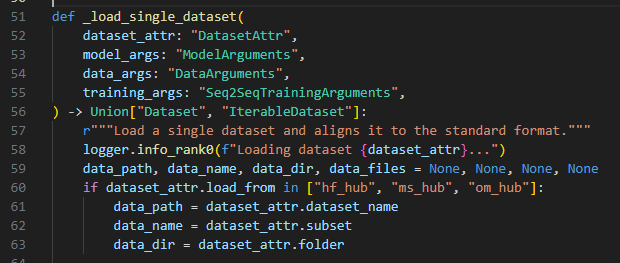 51 def _load_single_dataset(
52     dataset_attr: "DatasetAttr",
53     model_args: "ModelArguments",
54     data_args: "DataArguments",
55     training_args: "Seq2SeqTrainingArguments",
56 ) -> Union["Dataset", "IterableDataset"]:
57     r"""Load a single dataset and aligns it to the standard format."""
58     logger.info_rank0(f"Loading dataset {dataset_attr}...")
59     data_path, data_name, data_dir, data_files = None, None, None, None
60     if dataset_attr.load_from in ["hf_hub", "ms_hub", "om_hub"]:
61         data_path = dataset_attr.dataset_name
62         data_name = dataset_attr.subset
63         data_dir = dataset_attr.folder